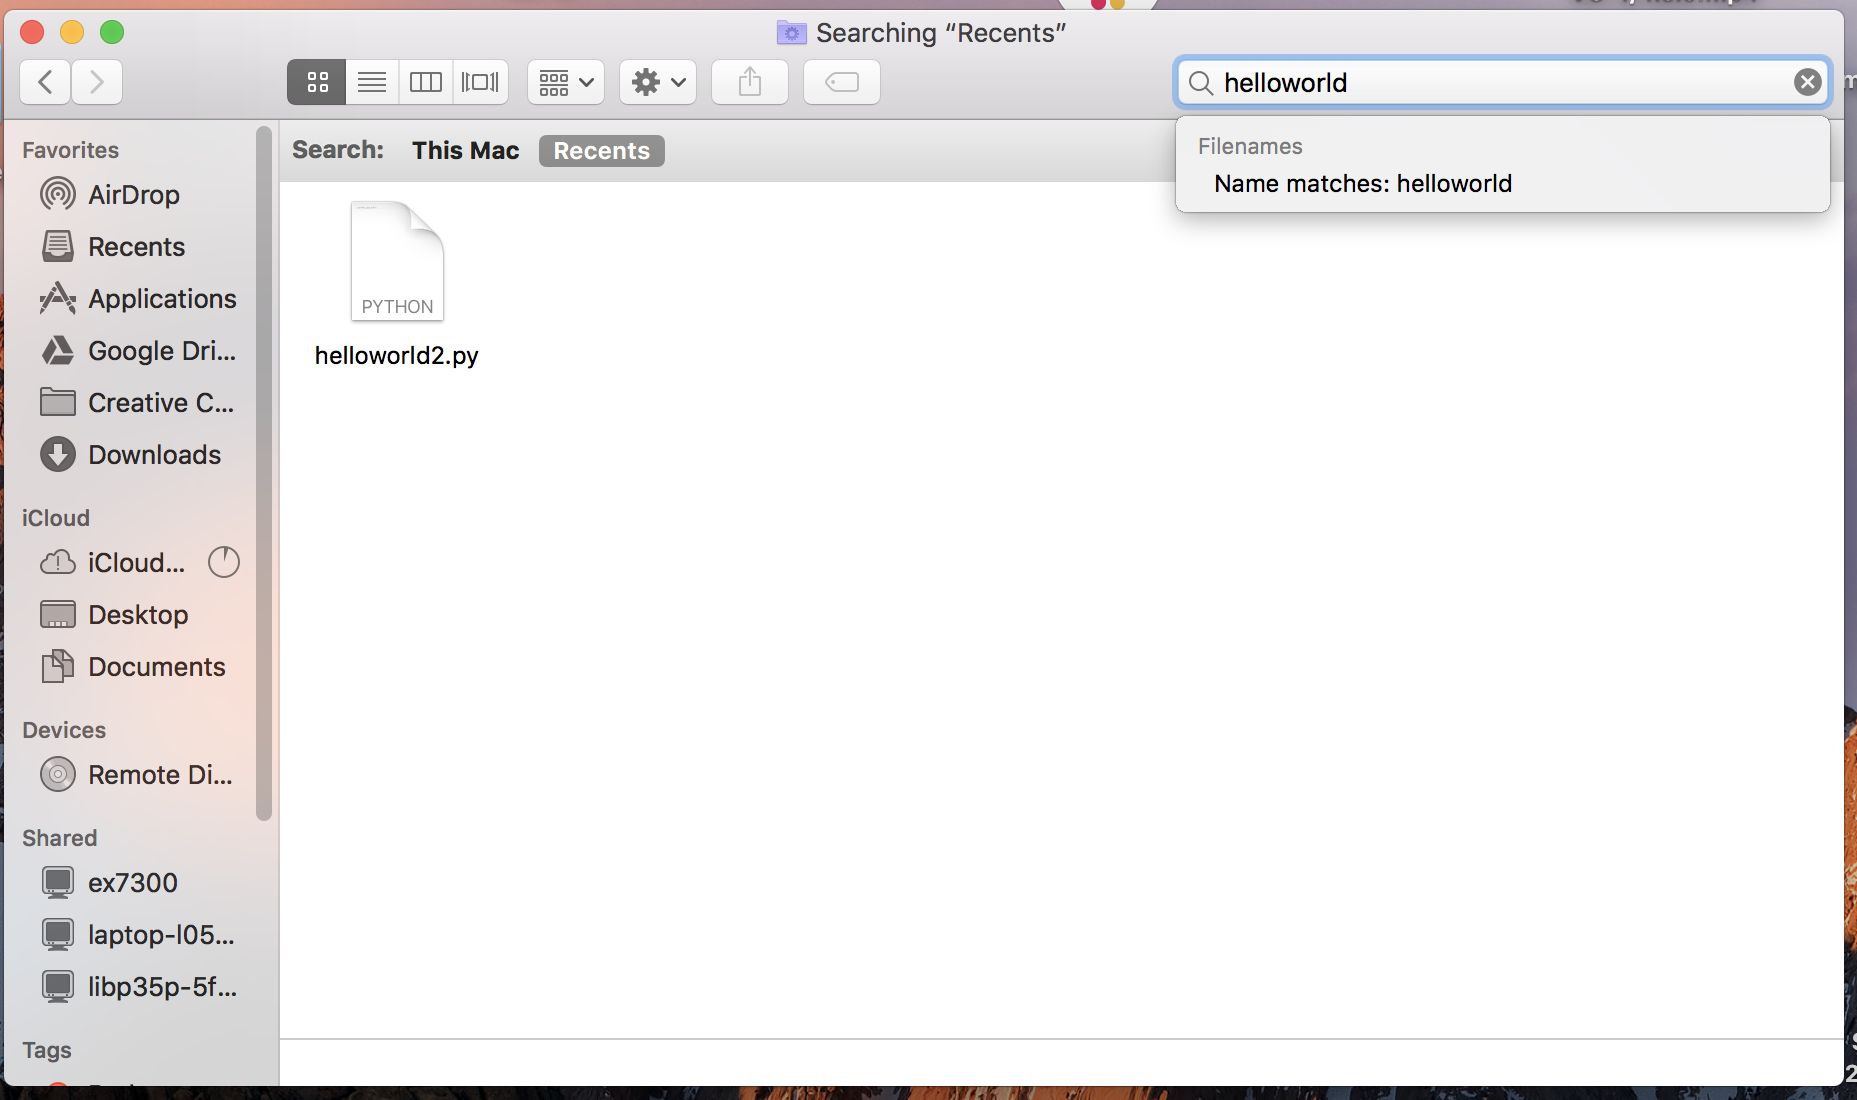 Searching “Recents”
helloworld
Search: This Mac Recents
Filenames
Name matches: helloworld
Favorites
AirDrop
Recents
Applications
Google Dri...
Creative C...
Downloads
iCloud
iCloud...
Desktop
Documents
Devices
Remote Di...
Shared
ex7300
laptop-l05...
libp35p-5f...
Tags
PYTHON
helloworld2.py